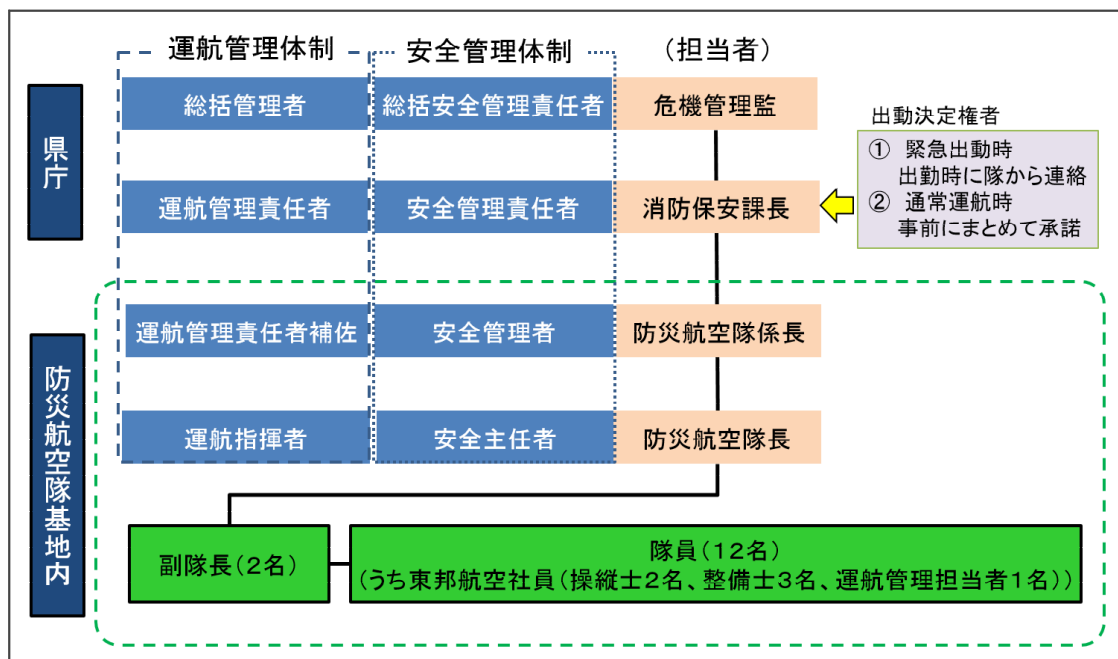 運航管理体制
安全管理体制
(担当者)
県庁
総括管理者
総括安全管理責任者
危機管理監
出動決定権者
① 緊急出動時
出勤時に隊から連絡
② 通常運航時
事前にまとめて承諾
運航管理責任者
安全管理責任者
消防保安課長
防災航空隊基地内
運航管理責任者補佐
安全管理者
防災航空隊係長
運航指揮者
安全主任者
防災航空隊長
副隊長(2名)
隊員(12名)
(うち東邦航空社員(操縦士2名、整備士3名、運航管理担当者1名))